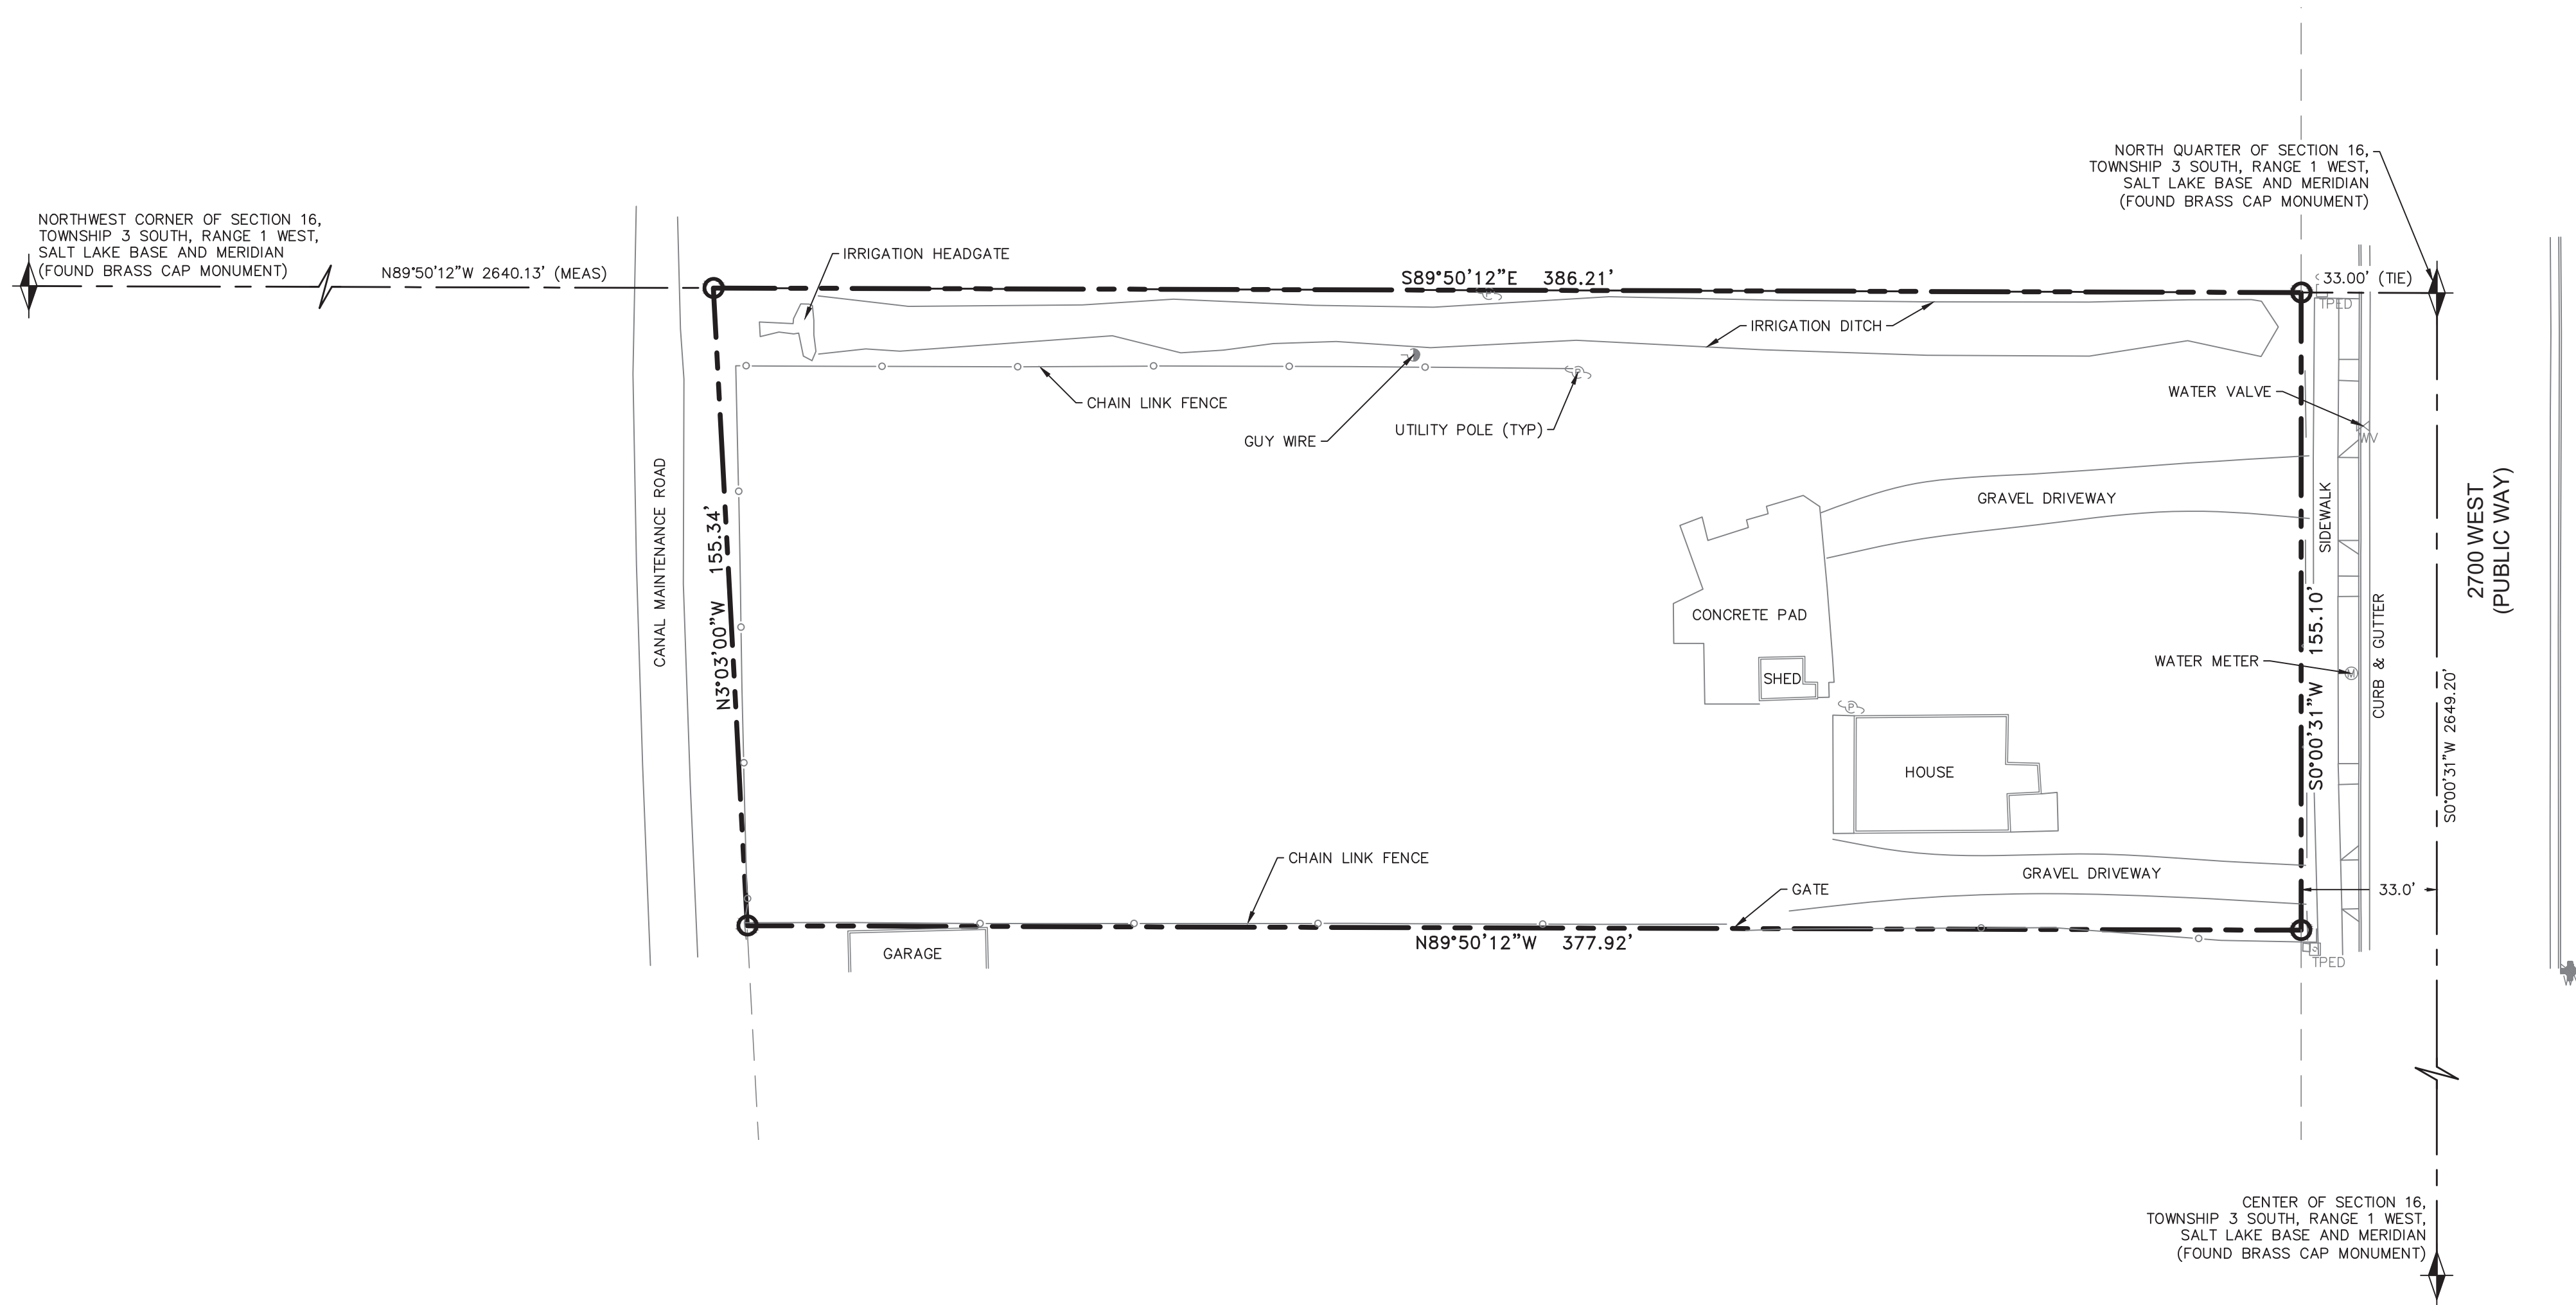 NORTH QUARTER OF SECTION 16,
TOWNSHIP 3 SOUTH, RANGE 1 WEST,
SALT LAKE BASE AND MERIDIAN
(FOUND BRASS CAP MONUMENT)
NORTHWEST CORNER OF SECTION 16,
TOWNSHIP 3 SOUTH, RANGE 1 WEST,
SALT LAKE BASE AND MERIDIAN
(FOUND BRASS CAP MONUMENT)
N89°50'12"W 2640.13' (MEAS)
IRRIGATION HEADGATE
S89°50'12"E 386.21'
33.00' (TIE)
TPED
IRRIGATION DITCH
CHAIN LINK FENCE
GUY WIRE
UTILITY POLE (TYP)
WATER VALVE
WV
CANAL MAINTENANCE ROAD
N3°03'00"W 155.34'
GRAVEL DRIVEWAY
SIDEWALK
2700 WEST
(PUBLIC WAY)
CONCRETE PAD
SHED
S0°00'31"W 155.10'
WATER METER
M
CURB & GUTTER
S0°00'31"W 2649.20'
P
HOUSE
CHAIN LINK FENCE
GRAVEL DRIVEWAY
GATE
33.0'
N89°50'12"W 377.92'
GARAGE
S
TPED
CENTER OF SECTION 16,
TOWNSHIP 3 SOUTH, RANGE 1 WEST,
SALT LAKE BASE AND MERIDIAN
(FOUND BRASS CAP MONUMENT)